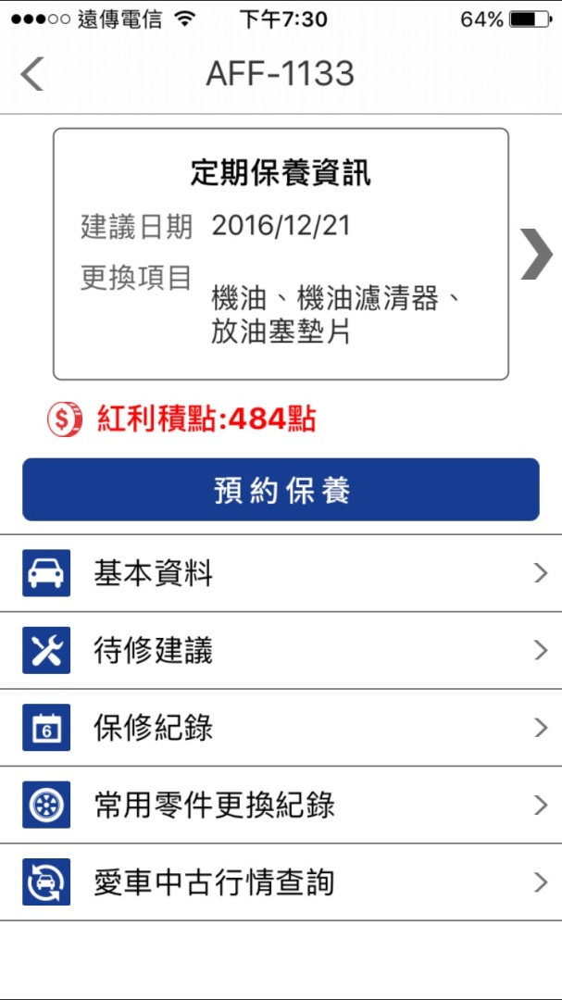 遠傳電信 下午7:30 64%
AFF-1133
定期保養資訊
建議日期 2016/12/21
更換項目
機油、機油濾清器、
放油塞墊片
$ 紅利積點:484點
預約保養
基本資料
待修建議
6 保修紀錄
常用零件更換紀錄
愛車中古行情查詢